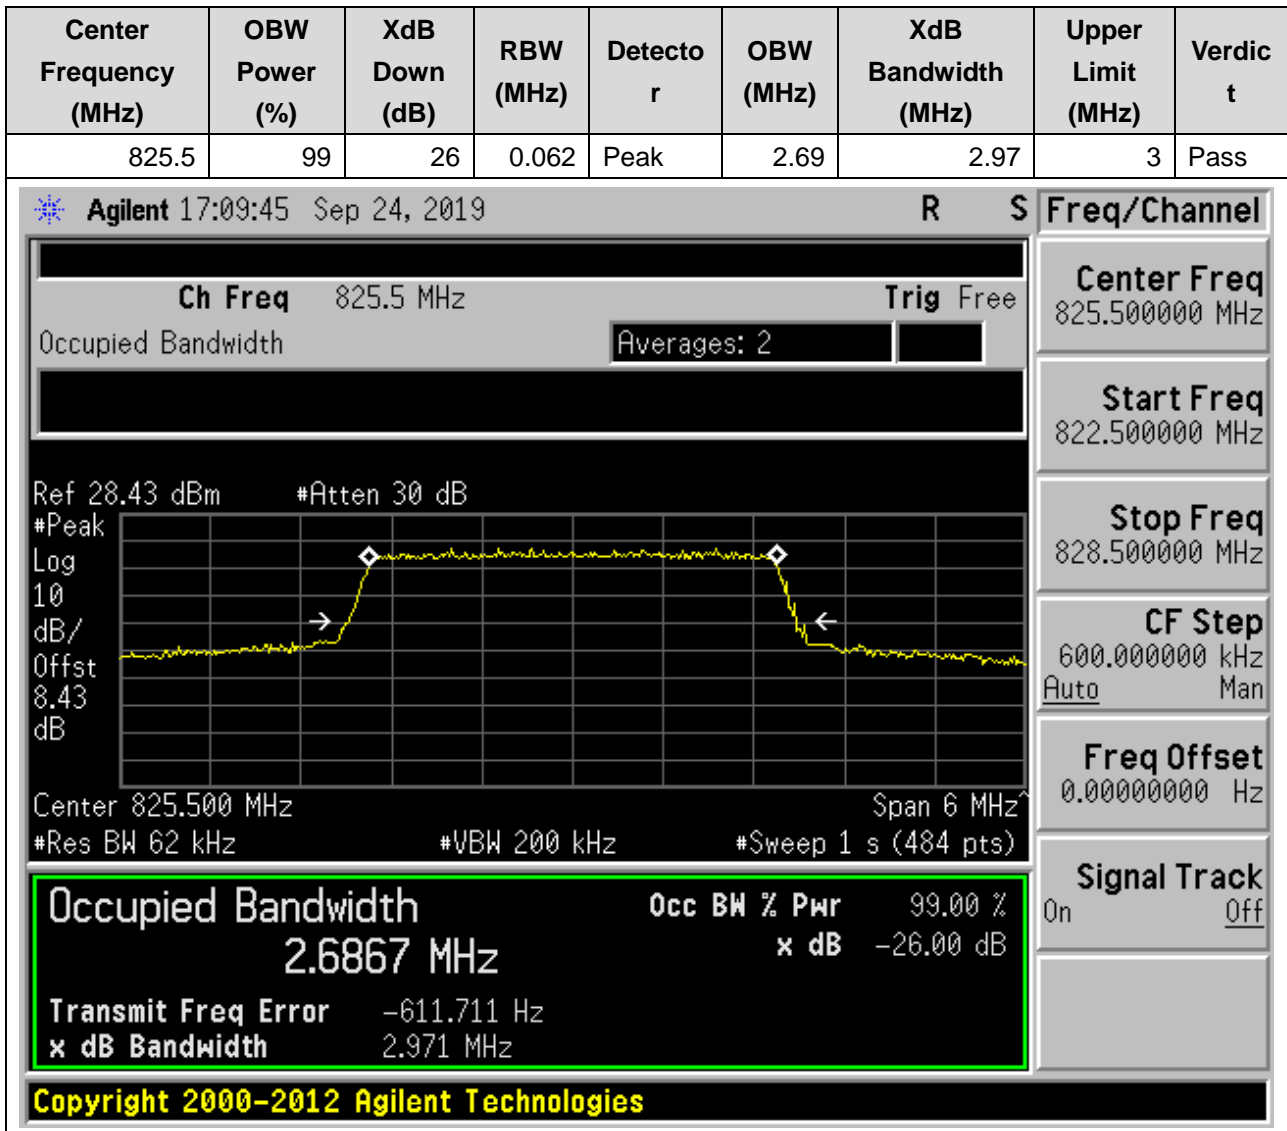 Center Frequency (MHz) OBW Power (%) XdB Down (dB) RBW (MHz) Detecto r OBW (MHz) XdB Bandwidth (MHz) Upper Limit (MHz) Verdic t
825.5 99 26 0.062 Peak 2.69 2.97 3 Pass
Agilent 17:09:45 Sep 24, 2019 R S Freq/Channel
Ch Freq 825.5 MHz Trig Free
Occupied Bandwidth Averages: 2
Center Freq
825.500000 MHz
Start Freq
822.500000 MHz
Stop Freq
828.500000 MHz
CF Step
600.000000 kHz
Auto Man
Freq Offset
0.00000000 Hz
Signal Track
On Off
Ref 28.43 dBm #Atten 30 dB
#Peak
Log
10
dB/
Offst
8.43
dB
Center 825.500 MHz Span 6 MHz^
#Res BW 62 kHz #VBW 200 kHz #Sweep 1 s (484 pts)
Occupied Bandwidth Occ BW % Pwr 99.00 %
2.6867 MHz x dB -26.00 dB
Transmit Freq Error -611.711 Hz
x dB Bandwidth 2.971 MHz
Copyright 2000-2012 Agilent Technologies